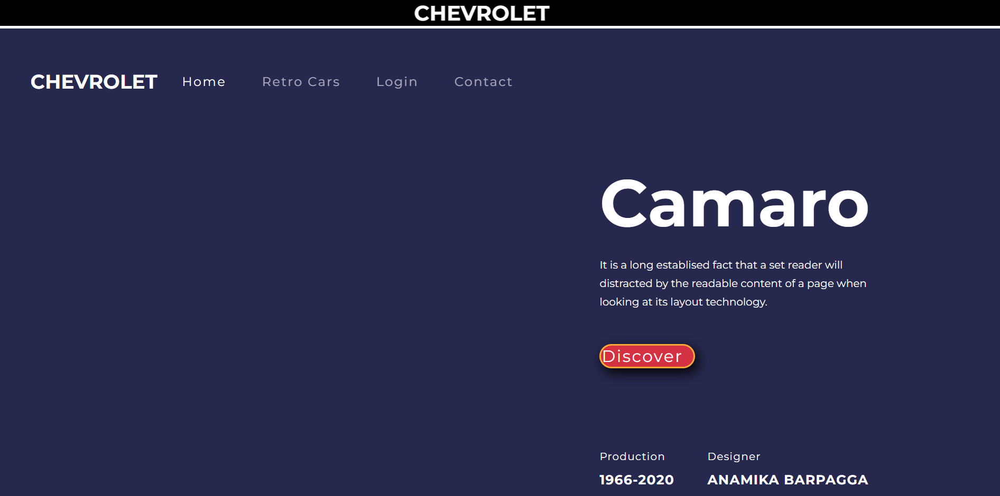 CHEVROLET
CHEVROLET Home Retro Cars Login Contact
Camaro
It is a long establised fact that a set reader will
distracted by the readable content of a page when
looking at its layout technology.
Discover
Production Designer
1966-2020 ANAMIKA BARPAGGA